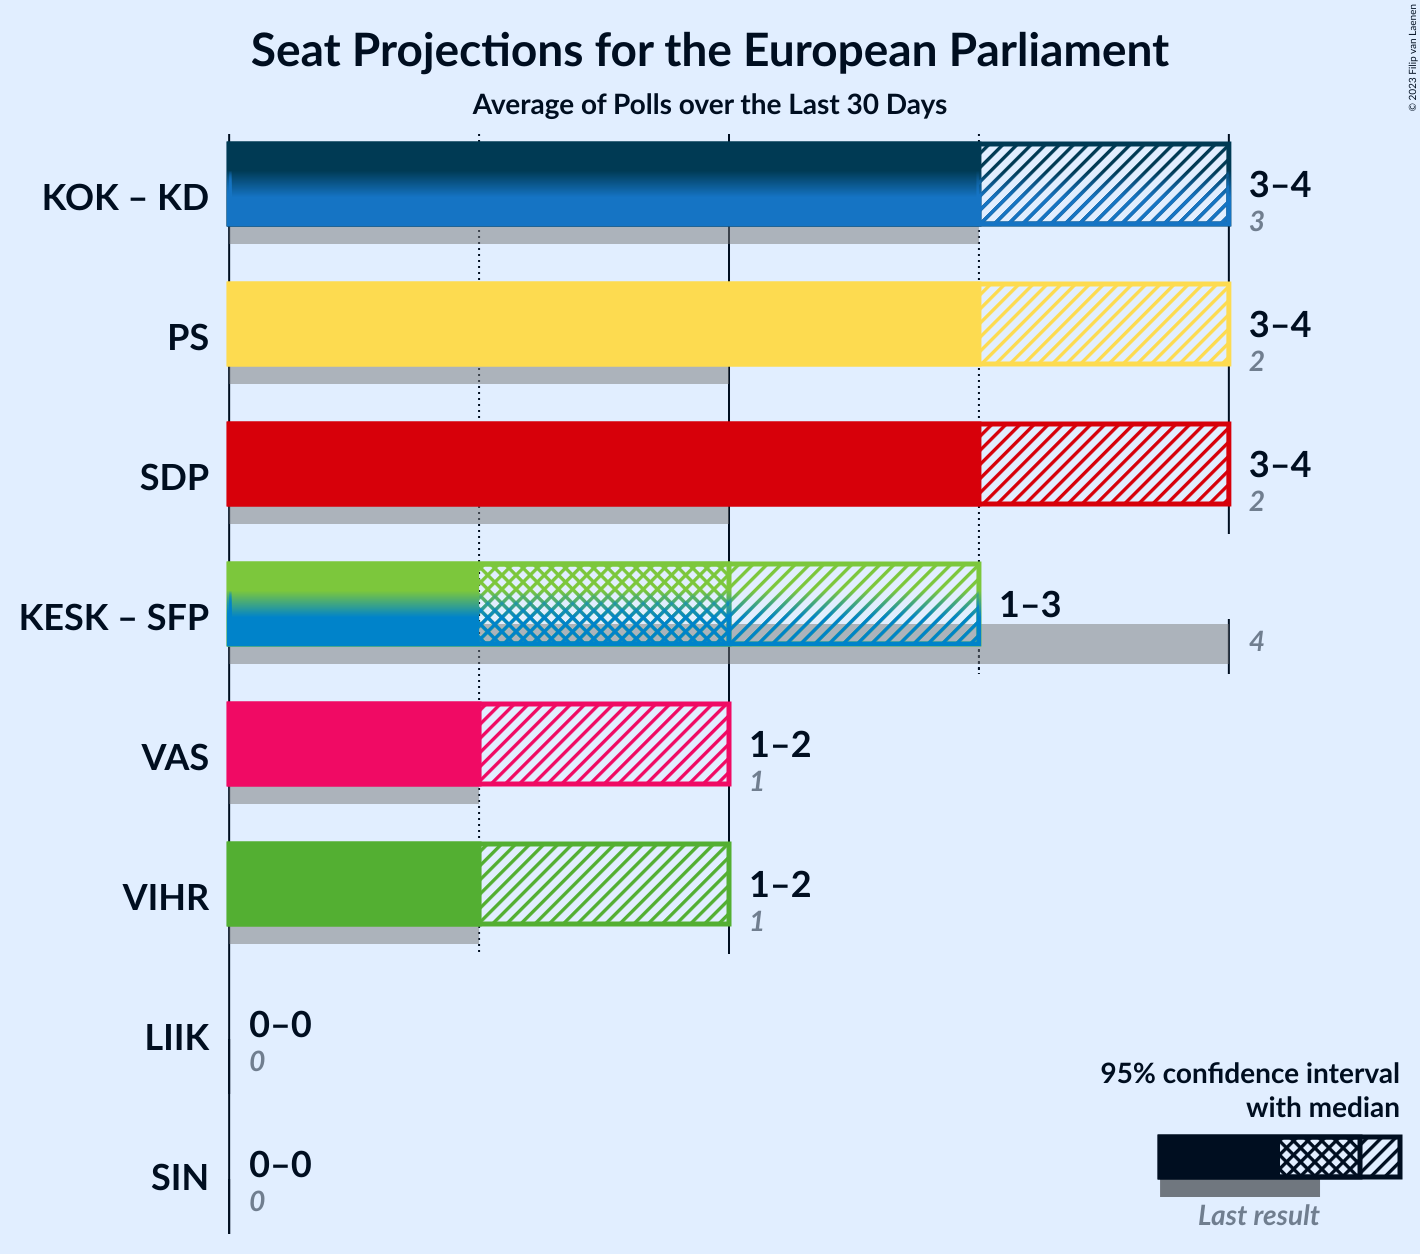 Seat Projections for the European Parliament
Average of Polls over the Last 30 Days
© 2023 Filip van Laenen
KOK – KD
3–4
3
PS
3–4
2
SDP
3–4
2
KESK – SFP
1–3
4
VAS
1–2
1
VIHR
1–2
1
LIIK
0–0
0
SIN
0–0
0
95% confidence interval
with median
Last result